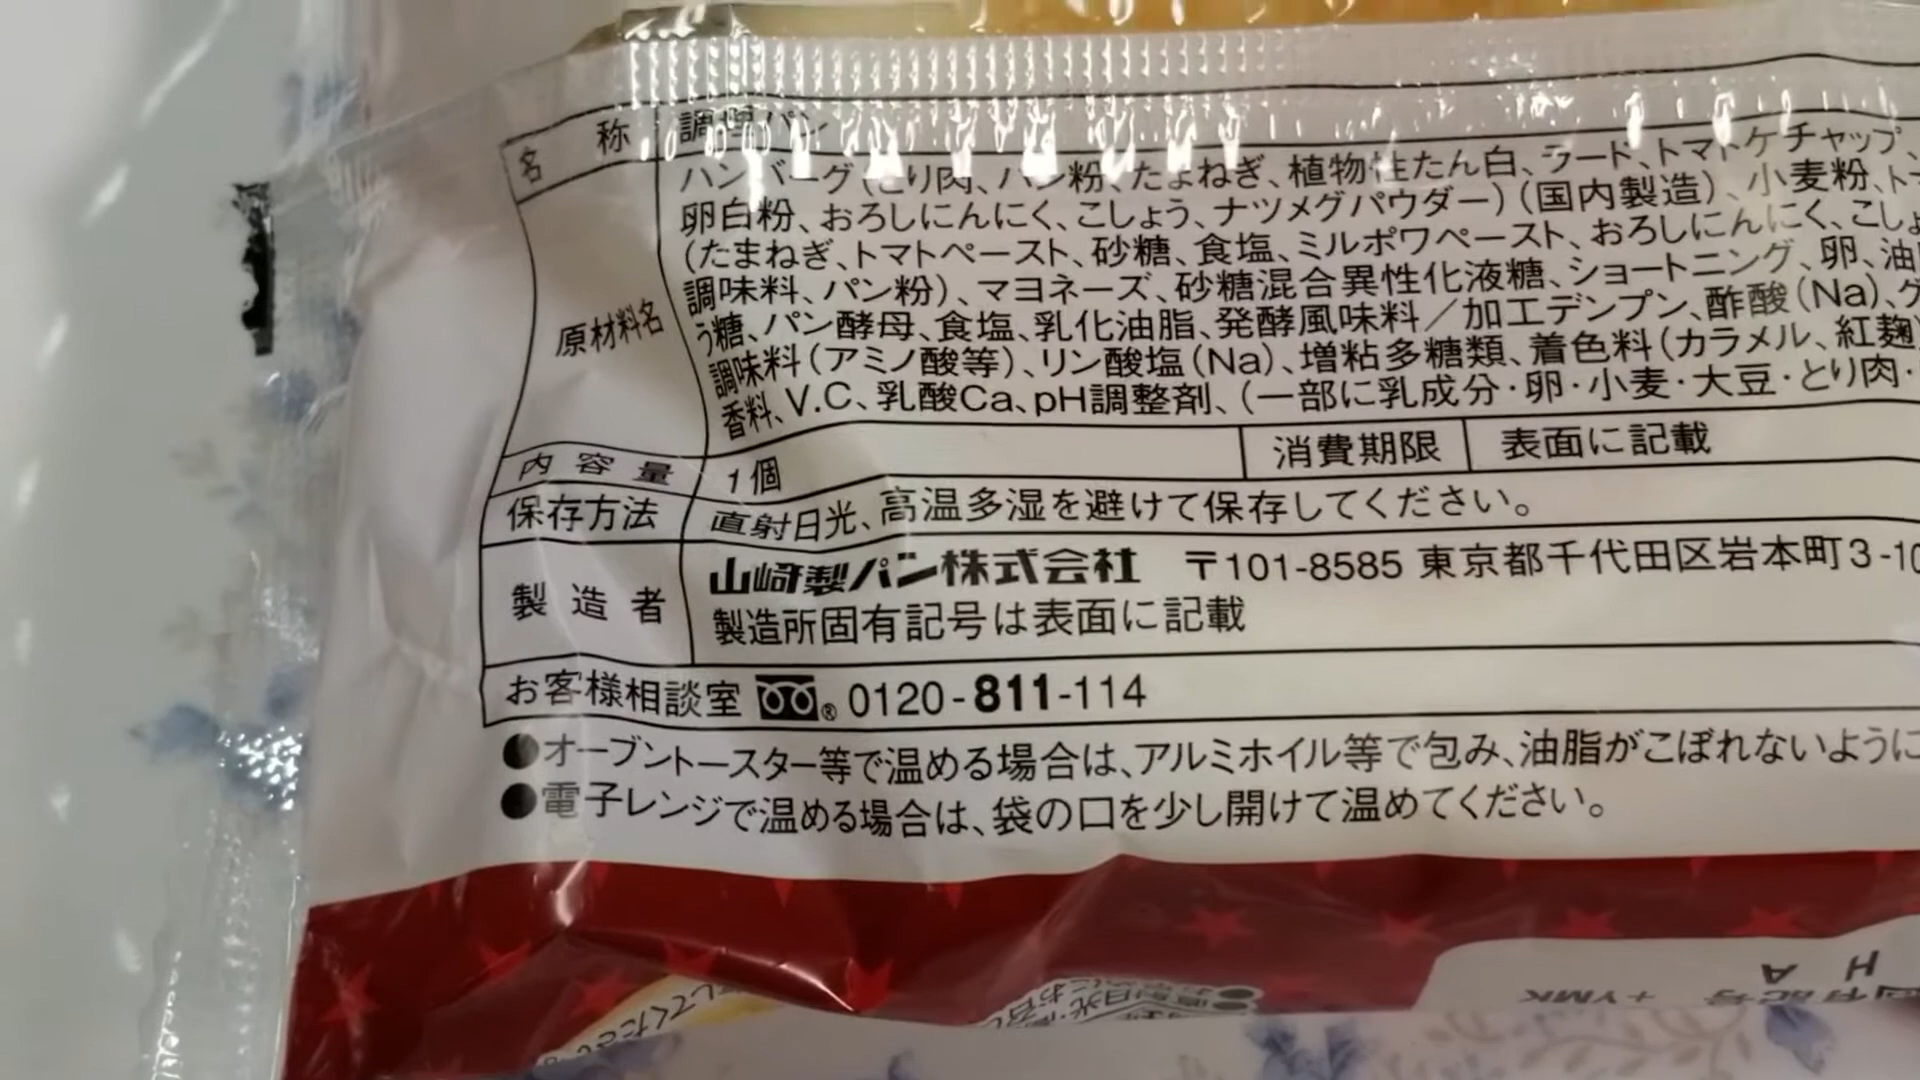 名称 調理パン
原材料名
ハンバーグ(とり肉、パン粉、たまねぎ、植物性たん白、ラード、トマトケチャップ、
卵白粉、おろしにんにく、こしょう、ナツメグパウダー)(国内製造)、小麦粉、
(たまねぎ、トマトペースト、砂糖、食塩、ミルポワペースト、おろしにんにく、こしょ
調味料、パン粉)、マヨネーズ、砂糖混合異性化液糖、ショートニング、卵、油
う糖、パン酵母、食塩、乳化油脂、発酵風味料/加工デンプン、酢酸(Na)、グ
調味料(アミノ酸等)、リン酸塩(Na)、増粘多糖類、着色料(カラメル、紅麹)
香料、V.C、乳酸Ca、pH調整剤、(一部に乳成分・卵・小麦・大豆・とり肉・
内容量 1個 消費期限 表面に記載
保存方法 直射日光、高温多湿を避けて保存してください。
製造者 山崎製パン株式会社 〒101-8585 東京都千代田区岩本町3-10
製造所固有記号は表面に記載
お客様相談室 ® 0120-811-114
●オーブントースター等で温める場合は、アルミホイル等で包み、油脂がこぼれないように
●電子レンジで温める場合は、袋の口を少し開けて温めてください。
H A
+YMK